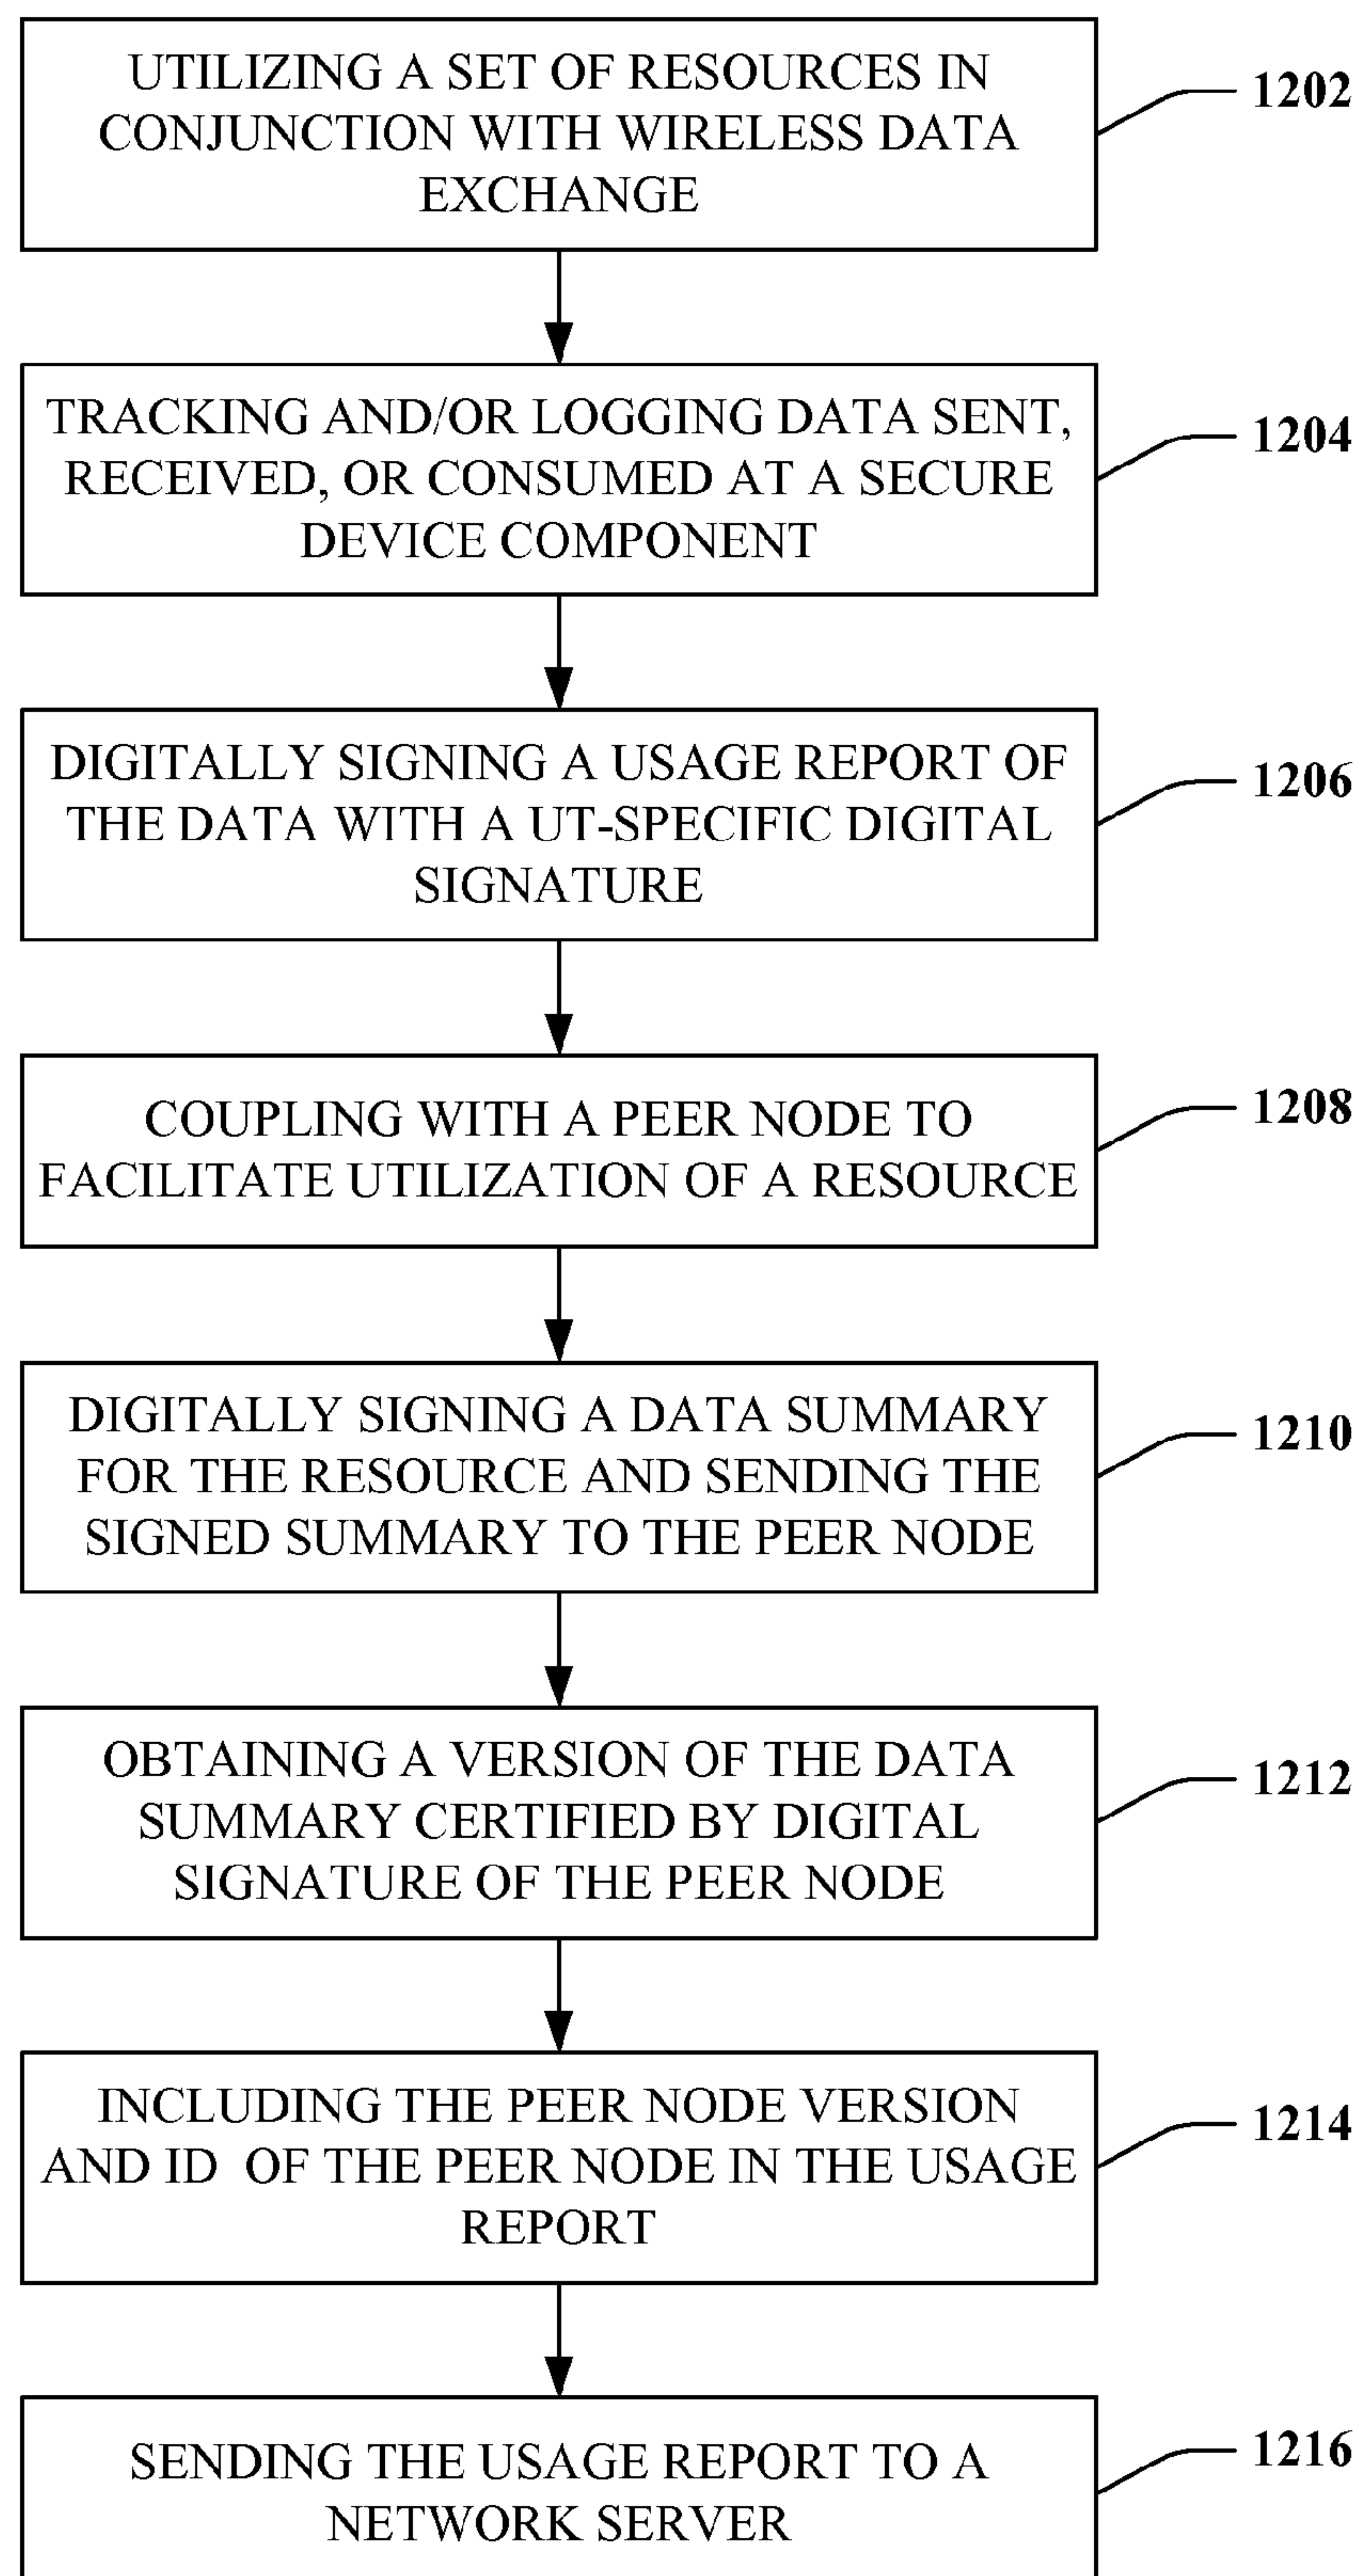 UTILIZING A SET OF RESOURCES IN
CONJUNCTION WITH WIRELESS DATA
EXCHANGE
1202
TRACKING AND/OR LOGGING DATA SENT,
RECEIVED, OR CONSUMED AT A SECURE
DEVICE COMPONENT
1204
DIGITALLY SIGNING A USAGE REPORT OF
THE DATA WITH A UT-SPECIFIC DIGITAL
SIGNATURE
1206
COUPLING WITH A PEER NODE TO
FACILITATE UTILIZATION OF A RESOURCE
1208
DIGITALLY SIGNING A DATA SUMMARY
FOR THE RESOURCE AND SENDING THE
SIGNED SUMMARY TO THE PEER NODE
1210
OBTAINING A VERSION OF THE DATA
SUMMARY CERTIFIED BY DIGITAL
SIGNATURE OF THE PEER NODE
1212
INCLUDING THE PEER NODE VERSION
AND ID OF THE PEER NODE IN THE USAGE
REPORT
1214
SENDING THE USAGE REPORT TO A
NETWORK SERVER
1216